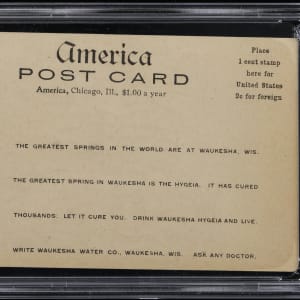 America
POST CARD
America, Chicago, Ill., $1.00 a year
Place
1 cent stamp
here for
United States
2c for foreign
THE GREATEST SPRINGS IN THE WORLD ARE AT WAUKESHA, WIS.
THE GREATEST SPRING IN WAUKESHA IS THE HYGEIA. IT HAS CURED
THOUSANDS. LET IT CURE YOU. DRINK WAUKESHA HYGEIA AND LIVE.
WRITE WAUKESHA WATER CO., WAUKESHA, WIS. ASK ANY DOCTOR.